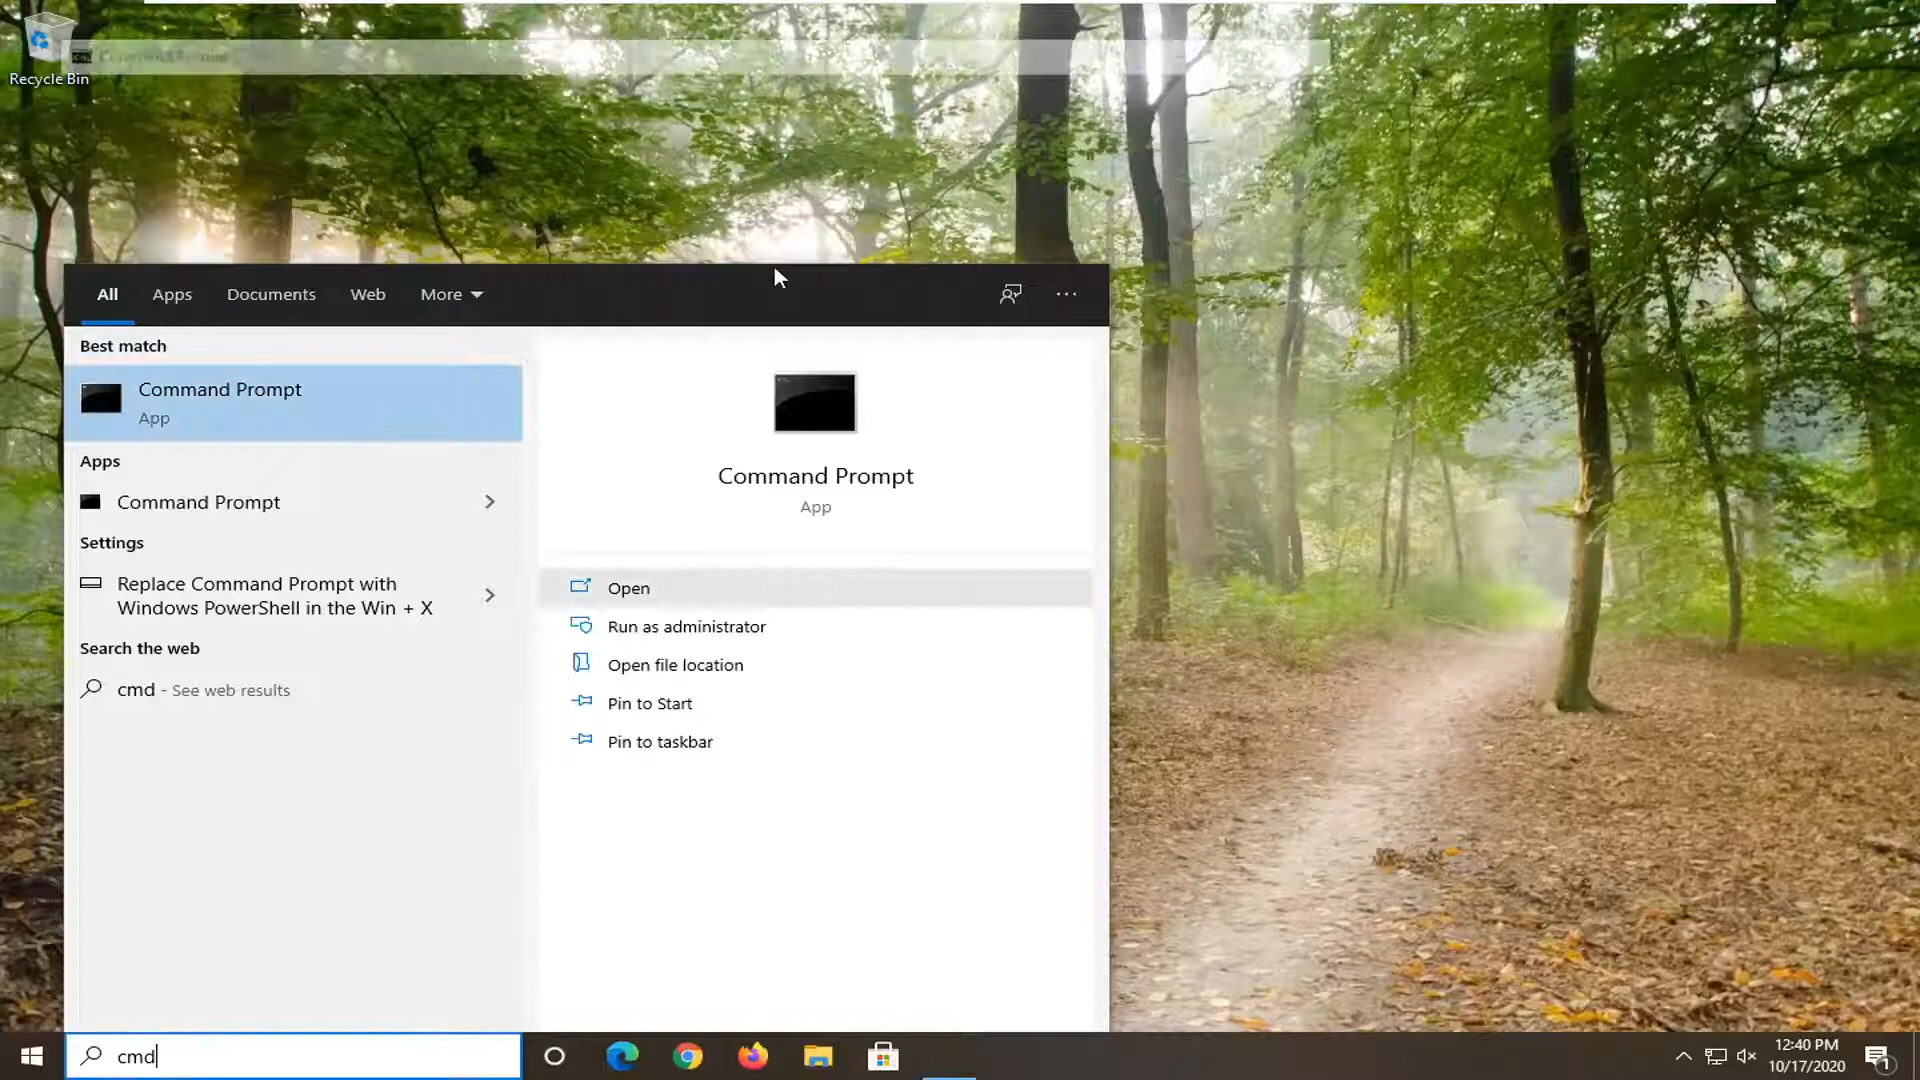 Recycle Bin
All
Apps
Documents
Web
More
Best match
Command Prompt
App
Apps
Command Prompt
Settings
Replace Command Prompt with
Windows PowerShell in the Win + X
Search the web
cmd - See web results
Command Prompt
App
Open
Run as administrator
Open file location
Pin to Start
Pin to taskbar
cmd
12:40 PM
10/17/2020
1